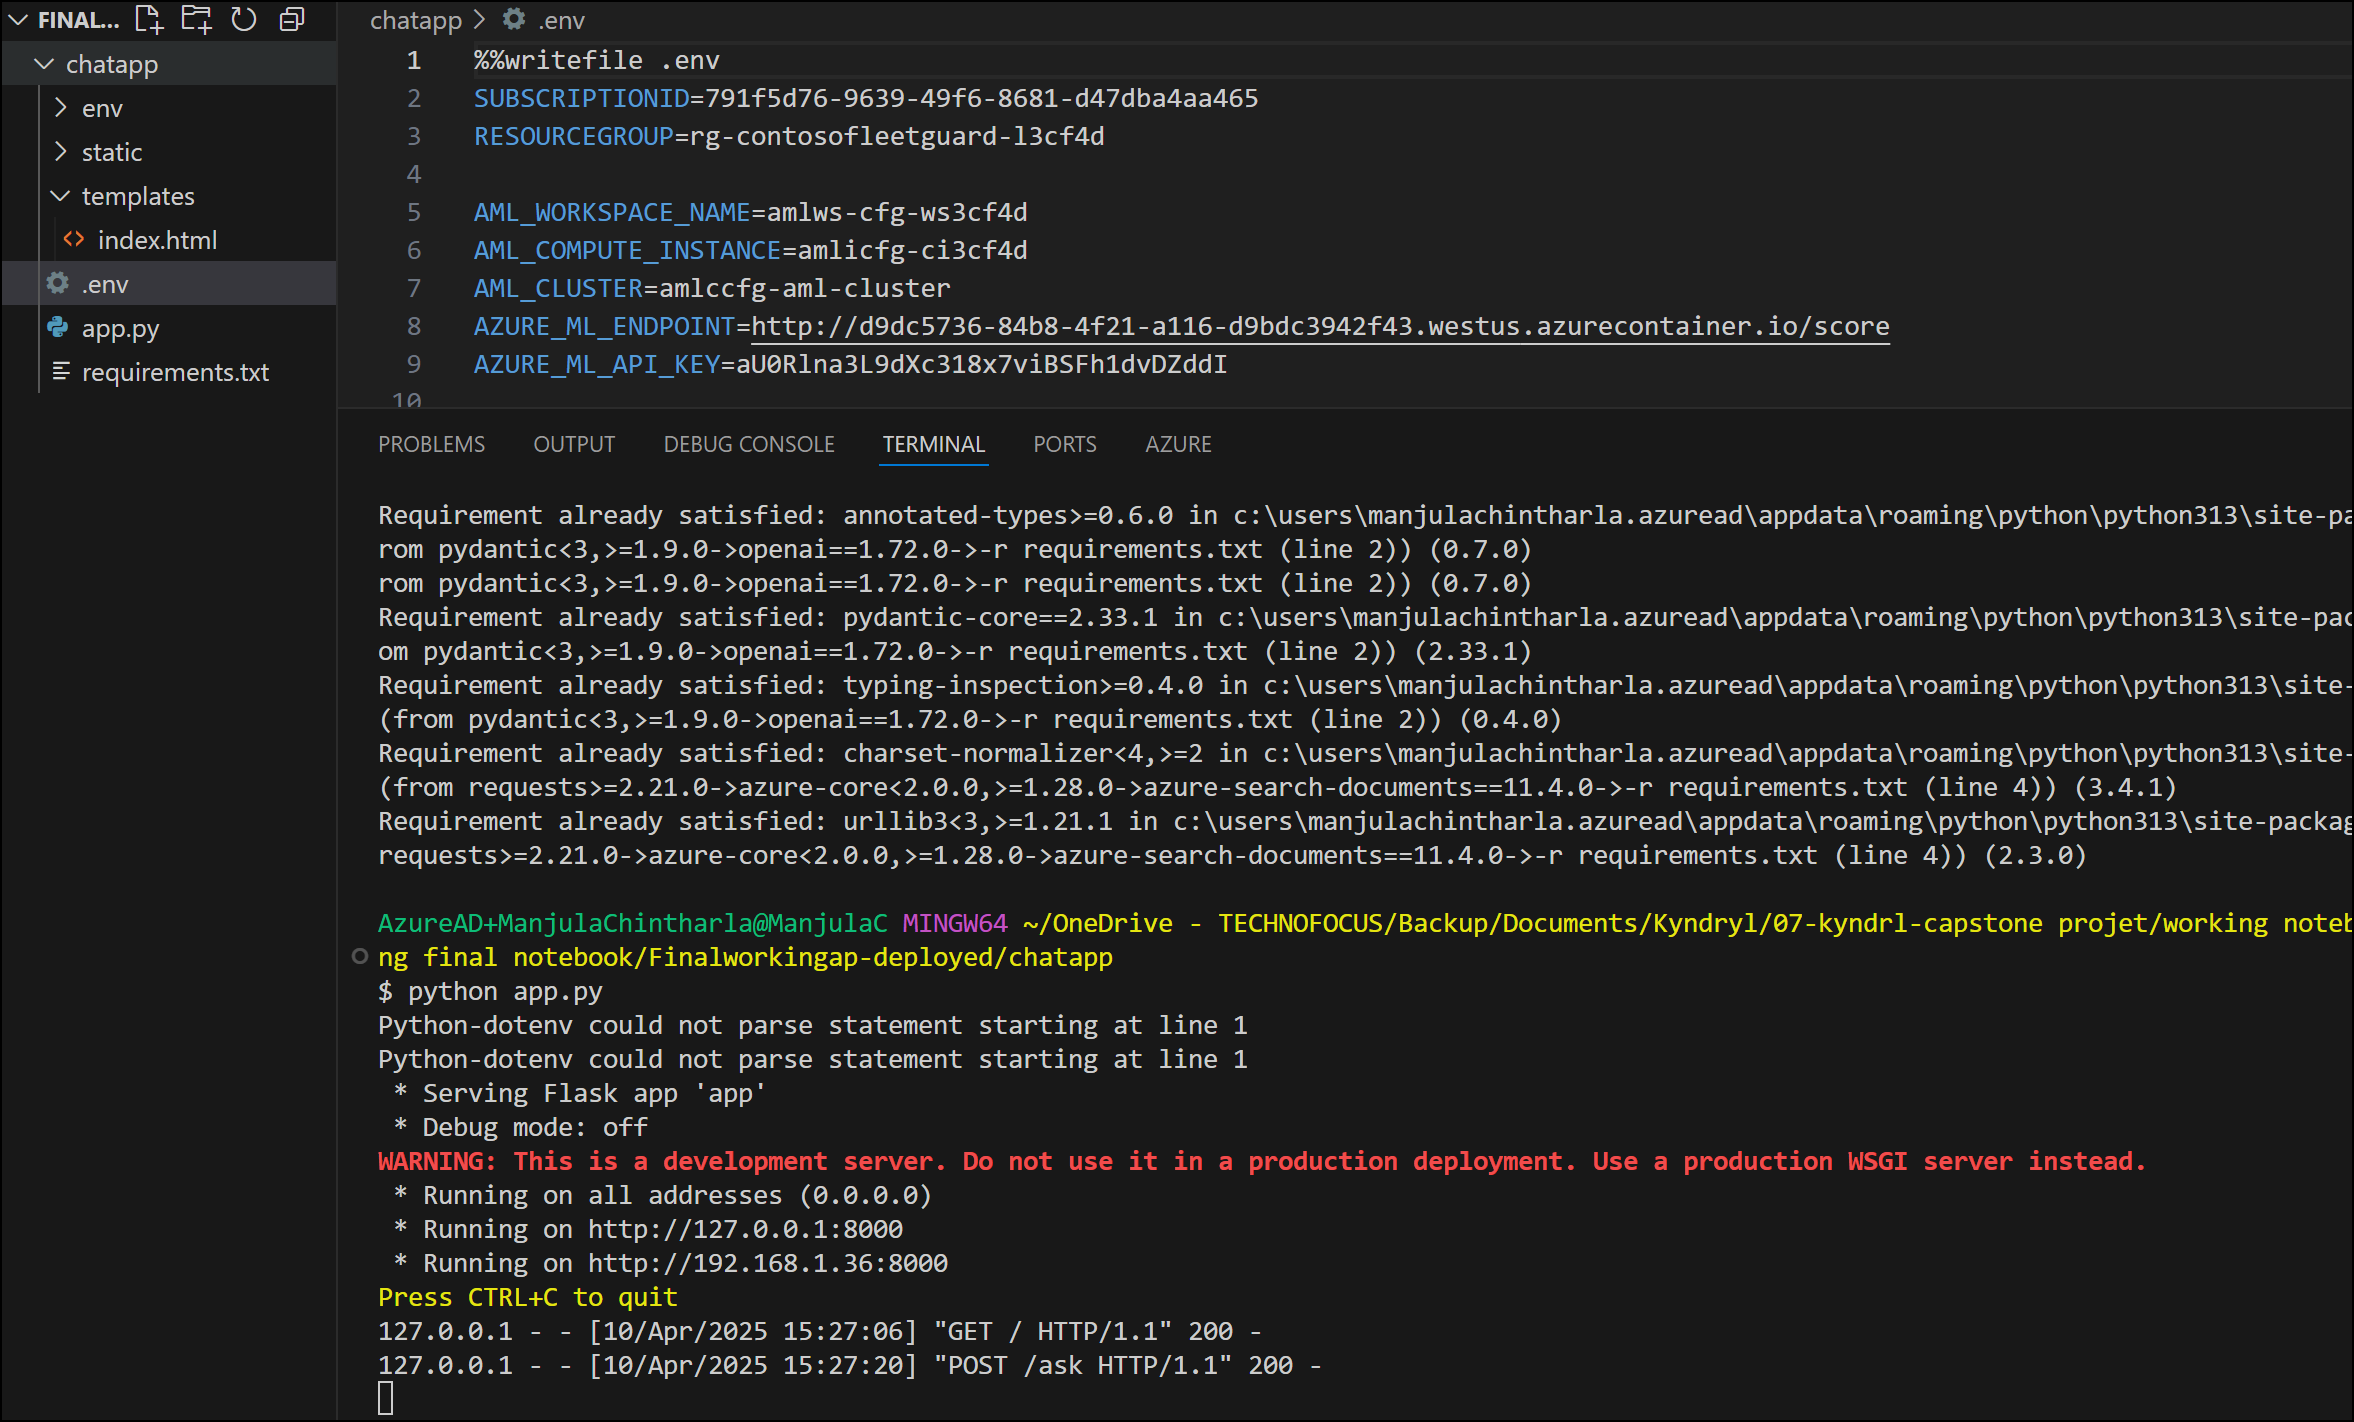 FINAL...
chatapp
env
static
templates
index.html
.env
app.py
requirements.txt
chatapp > .env
1 %%writefile .env
2 SUBSCRIPTIONID=791f5d76-9639-49f6-8681-d47dba4aa465
3 RESOURCEGROUP=rg-contosofleetguard-l3cf4d
4
5 AML_WORKSPACE_NAME=amlws-cfg-ws3cf4d
6 AML_COMPUTE_INSTANCE=amlicfg-ci3cf4d
7 AML_CLUSTER=amlccfg-aml-cluster
8 AZURE_ML_ENDPOINT=http://d9dc5736-84b8-4f21-a116-d9bdc3942f43.westus.azurecontainer.io/score
9 AZURE_ML_API_KEY=aU0Rlna3L9dXc318x7viBSFh1dvDZddI
10
PROBLEMS OUTPUT DEBUG CONSOLE TERMINAL PORTS AZURE
Requirement already satisfied: annotated-types>=0.6.0 in c:\users\manjulachintharla.azuread\appdata\roaming\python\python313\site-pa
rom pydantic<3,>=1.9.0->openai==1.72.0->-r requirements.txt (line 2)) (0.7.0)
rom pydantic<3,>=1.9.0->openai==1.72.0->-r requirements.txt (line 2)) (0.7.0)
Requirement already satisfied: pydantic-core==2.33.1 in c:\users\manjulachintharla.azuread\appdata\roaming\python\python313\site-pac
om pydantic<3,>=1.9.0->openai==1.72.0->-r requirements.txt (line 2)) (2.33.1)
Requirement already satisfied: typing-inspection>=0.4.0 in c:\users\manjulachintharla.azuread\appdata\roaming\python\python313\site-
(from pydantic<3,>=1.9.0->openai==1.72.0->-r requirements.txt (line 2)) (0.4.0)
Requirement already satisfied: charset-normalizer<4,>=2 in c:\users\manjulachintharla.azuread\appdata\roaming\python\python313\site-
(from requests>=2.21.0->azure-core<2.0.0,>=1.28.0->azure-search-documents==11.4.0->-r requirements.txt (line 4)) (3.4.1)
Requirement already satisfied: urllib3<3,>=1.21.1 in c:\users\manjulachintharla.azuread\appdata\roaming\python\python313\site-packag
requests>=2.21.0->azure-core<2.0.0,>=1.28.0->azure-search-documents==11.4.0->-r requirements.txt (line 4)) (2.3.0)
AzureAD+ManjulaChintharla@ManjulaC MINGW64 ~/OneDrive - TECHNOFOCUS/Backup/Documents/Kyndryl/07-kyndrl-capstone projet/working noteb
ng final notebook/Finalworkingap-deployed/chatapp
$ python app.py
Python-dotenv could not parse statement starting at line 1
Python-dotenv could not parse statement starting at line 1
* Serving Flask app 'app'
* Debug mode: off
WARNING: This is a development server. Do not use it in a production deployment. Use a production WSGI server instead.
* Running on all addresses (0.0.0.0)
* Running on http://127.0.0.1:8000
* Running on http://192.168.1.36:8000
Press CTRL+C to quit
127.0.0.1 - - [10/Apr/2025 15:27:06] "GET / HTTP/1.1" 200 -
127.0.0.1 - - [10/Apr/2025 15:27:20] "POST /ask HTTP/1.1" 200 -